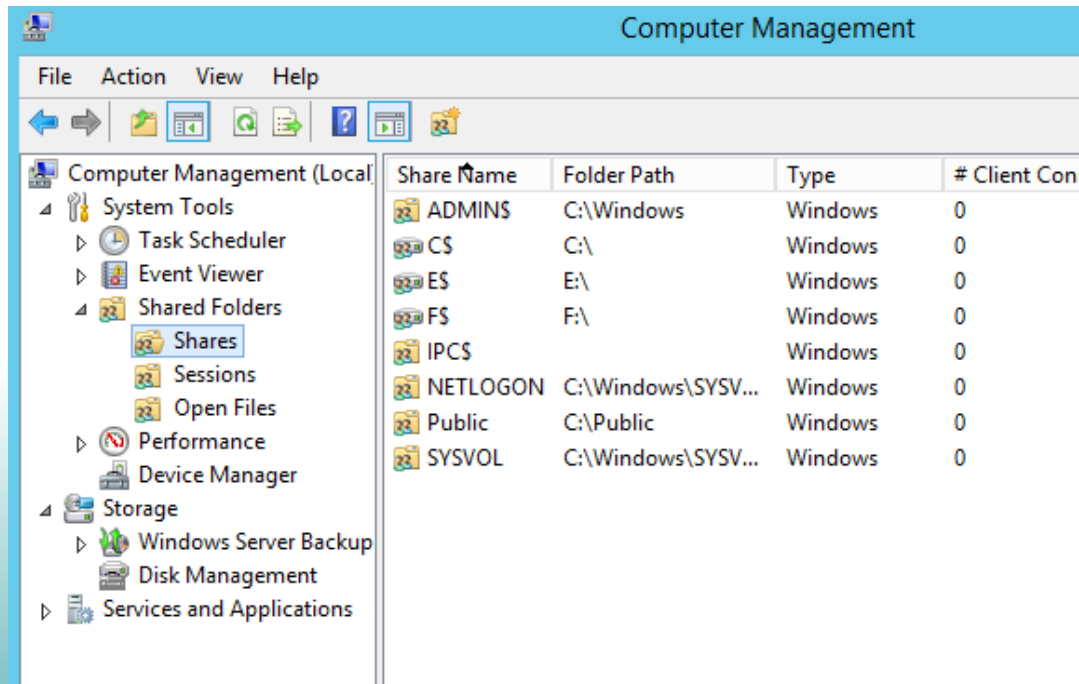 Computer Management
File Action View Help
Computer Management (Local
System Tools
Task Scheduler
Event Viewer
Shared Folders
Shares
Sessions
Open Files
Performance
Device Manager
Storage
Windows Server Backup
Disk Management
Services and Applications
Share Name Folder Path Type # Client Con
ADMIN$ C:\Windows Windows 0
C$ C:\ Windows 0
E$ E:\ Windows 0
F$ F:\ Windows 0
IPC$ Windows 0
NETLOGON C:\Windows\SYSV... Windows 0
Public C:\Public Windows 0
SYSVOL C:\Windows\SYSV... Windows 0